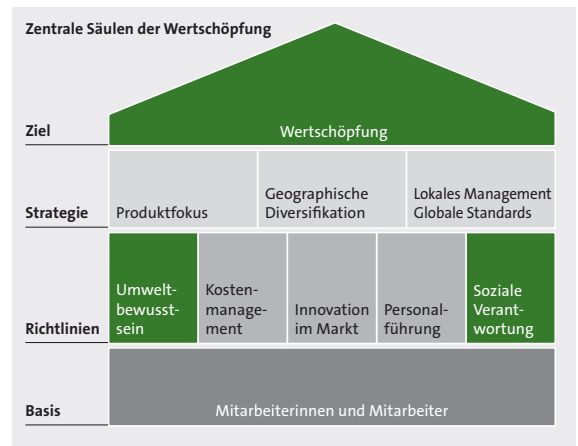 Zentrale Säulen der Wertschöpfung
Ziel
Wertschöpfung
Strategie
Produktfokus
Geographische
Diversifikation
Lokales Management
Globale Standards
Richtlinien
Umwelt-
bewusst-
sein
Kosten-
manage-
ment
Innovation
im Markt
Personal-
führung
Soziale
Verant-
wortung
Basis
Mitarbeiterinnen und Mitarbeiter